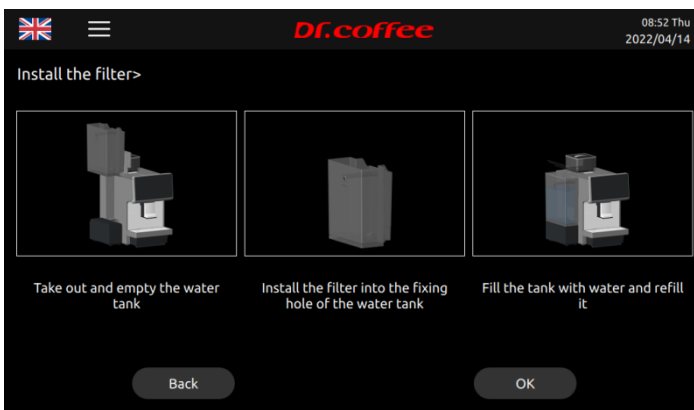 Dr.coffee
08:52 Thu
2022/04/14
Install the filter>
Take out and empty the water
tank
Install the filter into the fixing
hole of the water tank
Fill the tank with water and refill
it
Back
OK